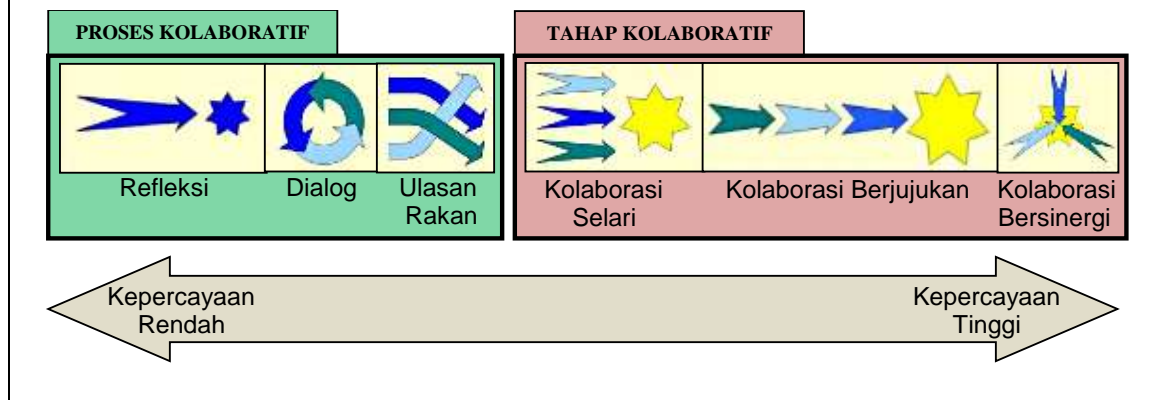 PROSES KOLABORATIF
TAHAP KOLABORATIF
Refleksi
Dialog
Ulasan
Rakan
Kolaborasi
Selari
Kolaborasi Berjujukan
Kolaborasi
Bersinergi
Kepercayaan
Rendah
Kepercayaan
Tinggi